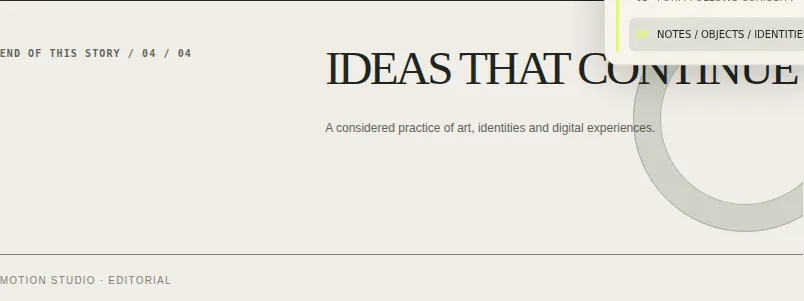 NOTES / OBJECTS / IDENTITIE
END OF THIS STORY / 04 / 04
IDEAS THAT CONTINUE
A considered practice of art, identities and digital experiences.
MOTION STUDIO · EDITORIAL